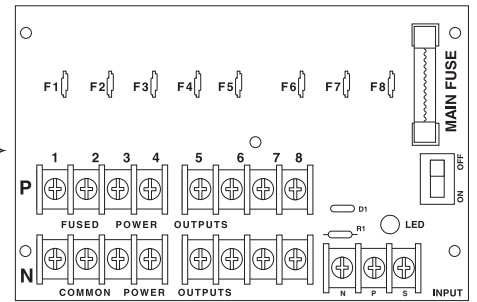 F1 F2 F3 F4 F5 F6 F7 F8
MAIN FUSE
1 2 3 4 5 6 7 8
OFF
ON
P
FUSED POWER OUTPUTS
D1
R1
LED
N
COMMON POWER OUTPUTS
N P S
INPUT